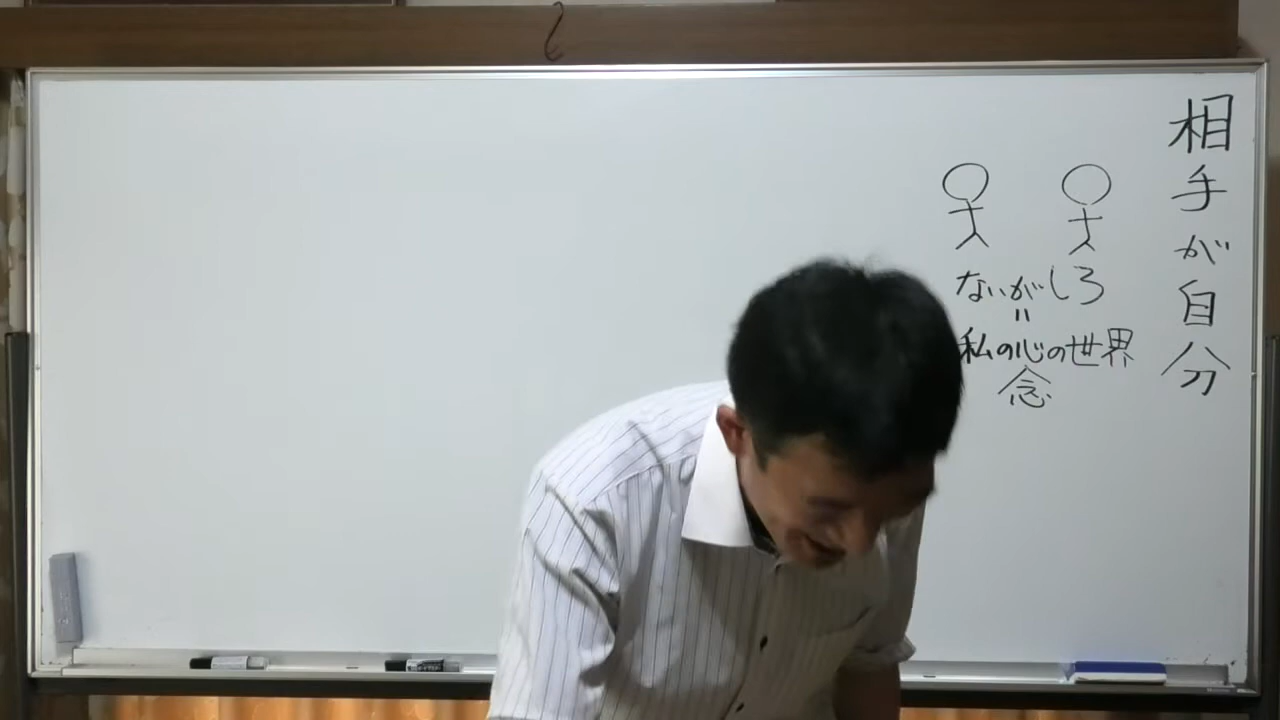 相手が自分
ないがしろ
=
私の心の世界
念